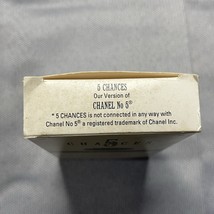 5 CHANCES
Our Version of
CHANEL No 5®
* 5 CHANCES is not connected in any way with
Chanel No 5® a registered trademark of Chanel Inc.